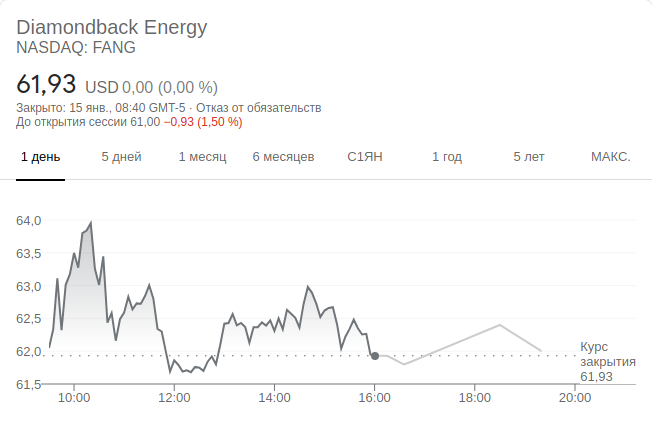 Diamondback Energy
NASDAQ: FANG
61,93 USD 0,00 (0,00 %)
Закрыто: 15 янв., 08:40 GMT-5 · Отказ от обязательств
До открытия сессии 61,00 −0,93 (1,50 %)
1 день 5 дней 1 месяц 6 месяцев С1ЯН 1 год 5 лет МАКС.
64,0
63,5
63,0
62,5
62,0
61,5
Курс
закрытия
61,93
10:00 12:00 14:00 16:00 18:00 20:00